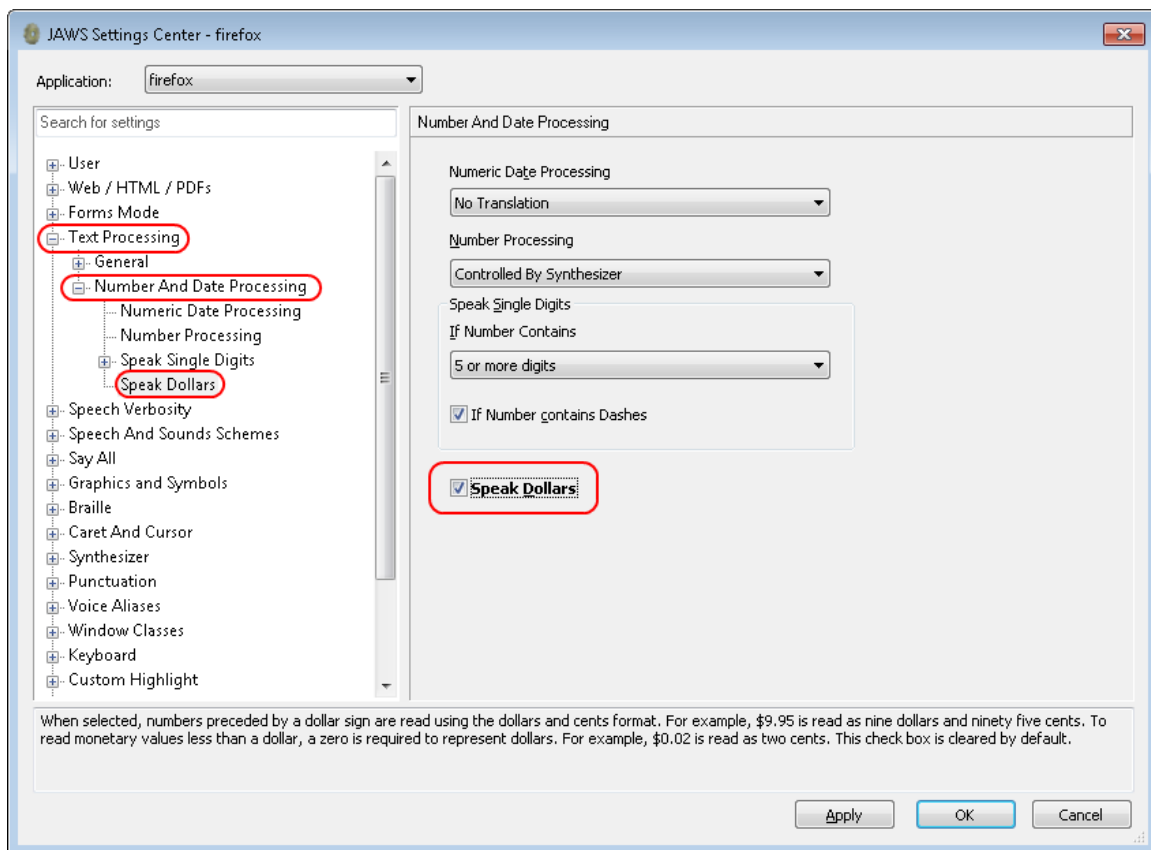 JAWS Settings Center - firefox
Application: firefox
Search for settings
User
Web / HTML / PDFs
Forms Mode
Text Processing
General
Number And Date Processing
Numeric Date Processing
Number Processing
Speak Single Digits
Speak Dollars
Speech Verbosity
Speech And Sounds Schemes
Say All
Graphics and Symbols
Braille
Caret And Cursor
Synthesizer
Punctuation
Voice Aliases
Window Classes
Keyboard
Custom Highlight
Number And Date Processing
Numeric Date Processing
No Translation
Number Processing
Controlled By Synthesizer
Speak Single Digits
If Number Contains
5 or more digits
If Number contains Dashes
Speak Dollars
When selected, numbers preceded by a dollar sign are read using the dollars and cents format. For example, $9.95 is read as nine dollars and ninety five cents. To
read monetary values less than a dollar, a zero is required to represent dollars. For example, $0.02 is read as two cents. This check box is cleared by default.
Apply OK Cancel